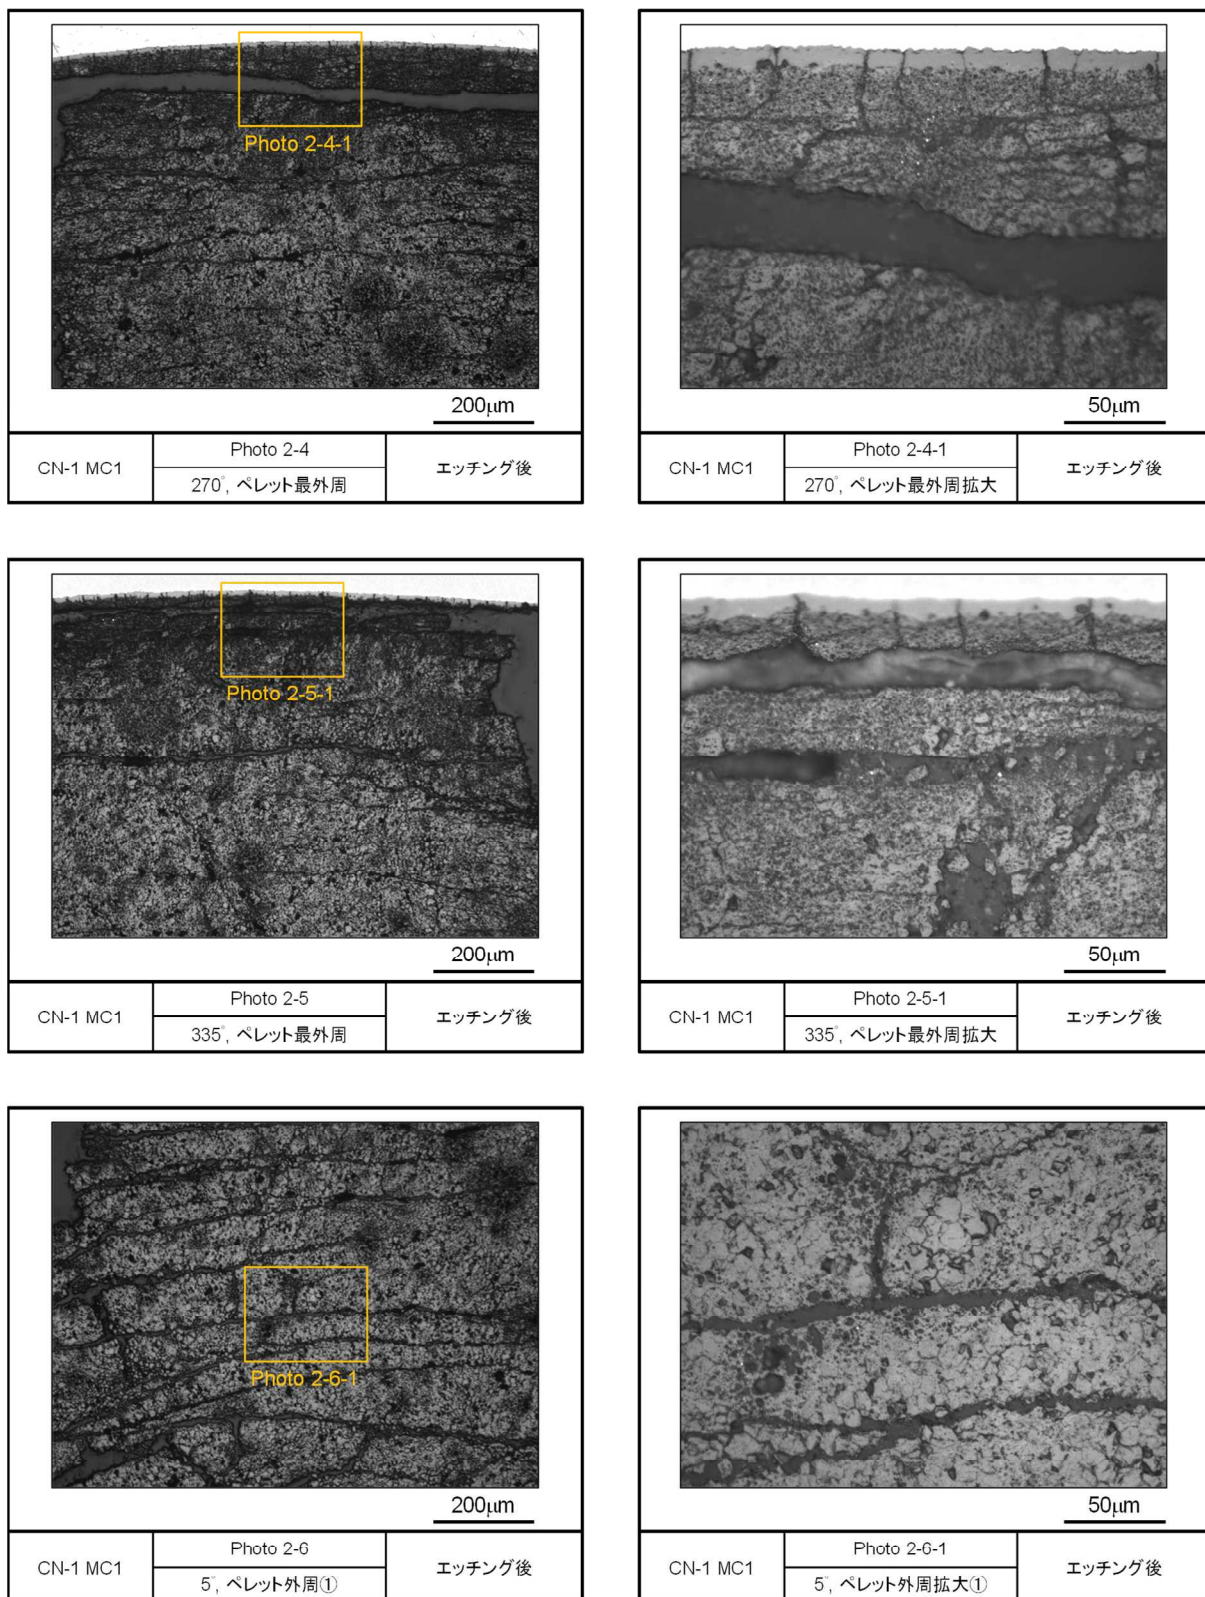 Photo 2-4-1
200μm
CN-1 MC1
Photo 2-4
270°, ペレット最外周
エッチング後
50μm
CN-1 MC1
Photo 2-4-1
270°, ペレット最外周拡大
エッチング後
Photo 2-5-1
200μm
CN-1 MC1
Photo 2-5
335°, ペレット最外周
エッチング後
50μm
CN-1 MC1
Photo 2-5-1
335°, ペレット最外周拡大
エッチング後
Photo 2-6-1
200μm
CN-1 MC1
Photo 2-6
5°, ペレット外周①
エッチング後
50μm
CN-1 MC1
Photo 2-6-1
5°, ペレット外周拡大①
エッチング後